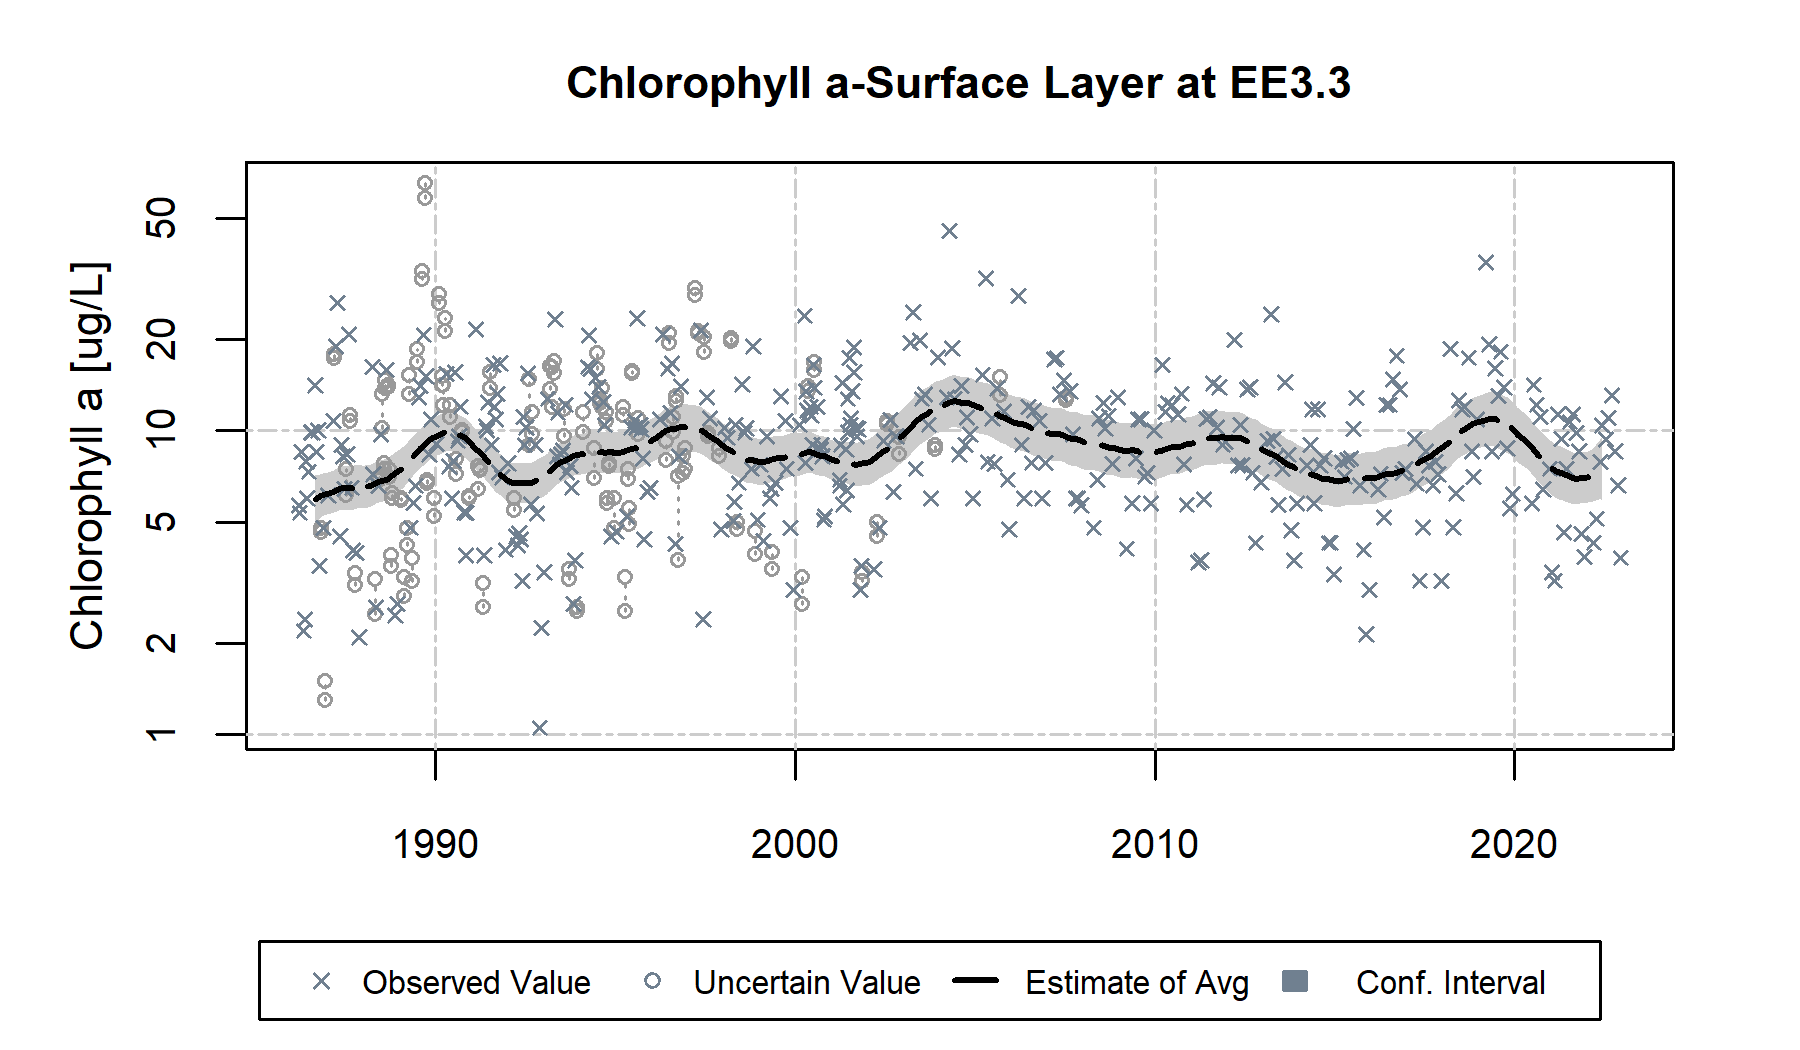 Chlorophyll a-Surface Layer at EE3.3
Chlorophyll a [ug/L]
50
20
10
5
2
1
1990 2000 2010 2020
Observed Value Uncertain Value Estimate of Avg Conf. Interval